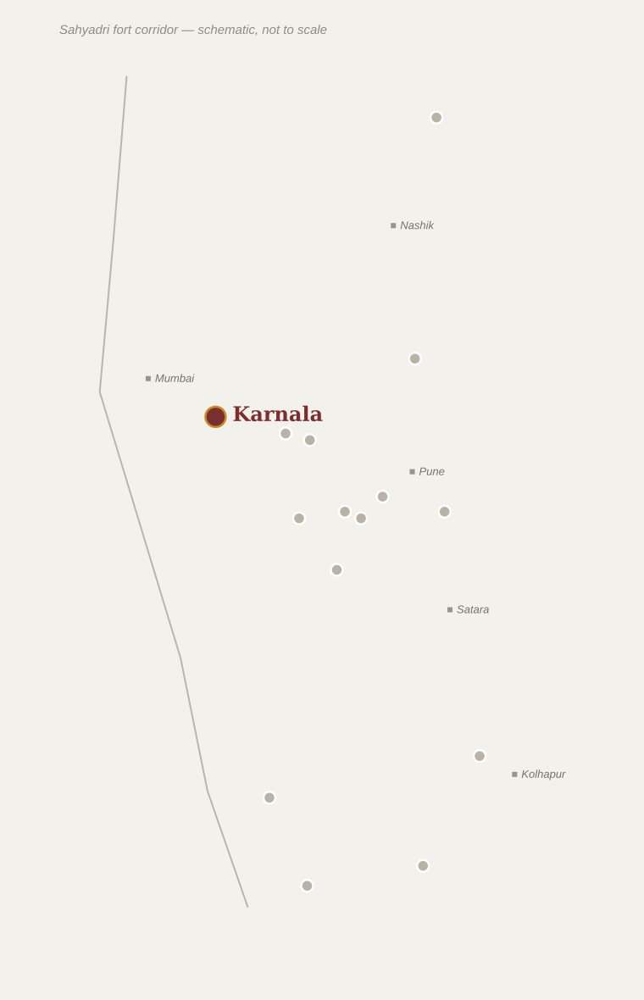 Sahyadri fort corridor — schematic, not to scale
Nashik
Mumbai
Karnala
Pune
Satara
Kolhapur